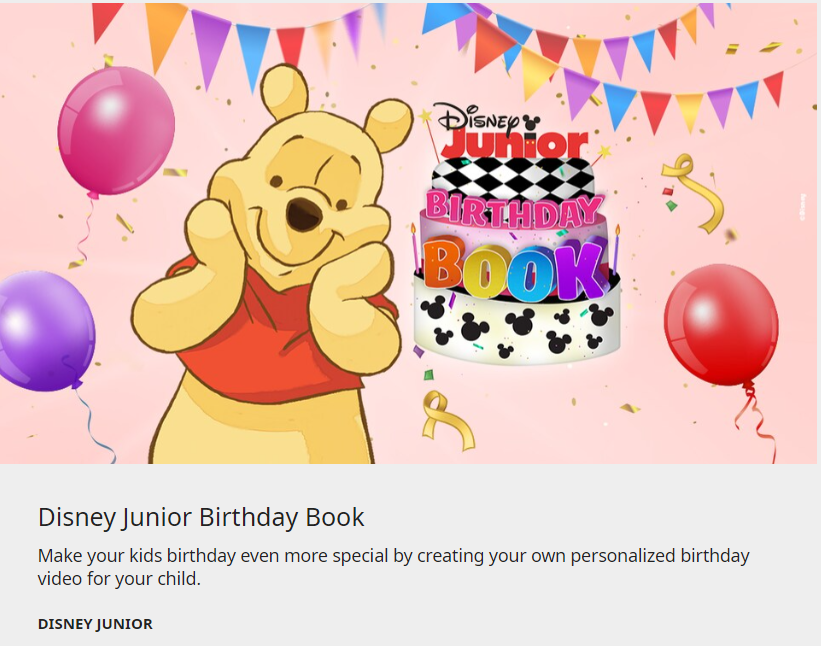 Disney
Junior
BIRTHDAY
BOOK
©Disney
Disney Junior Birthday Book
Make your kids birthday even more special by creating your own personalized birthday
video for your child.
DISNEY JUNIOR